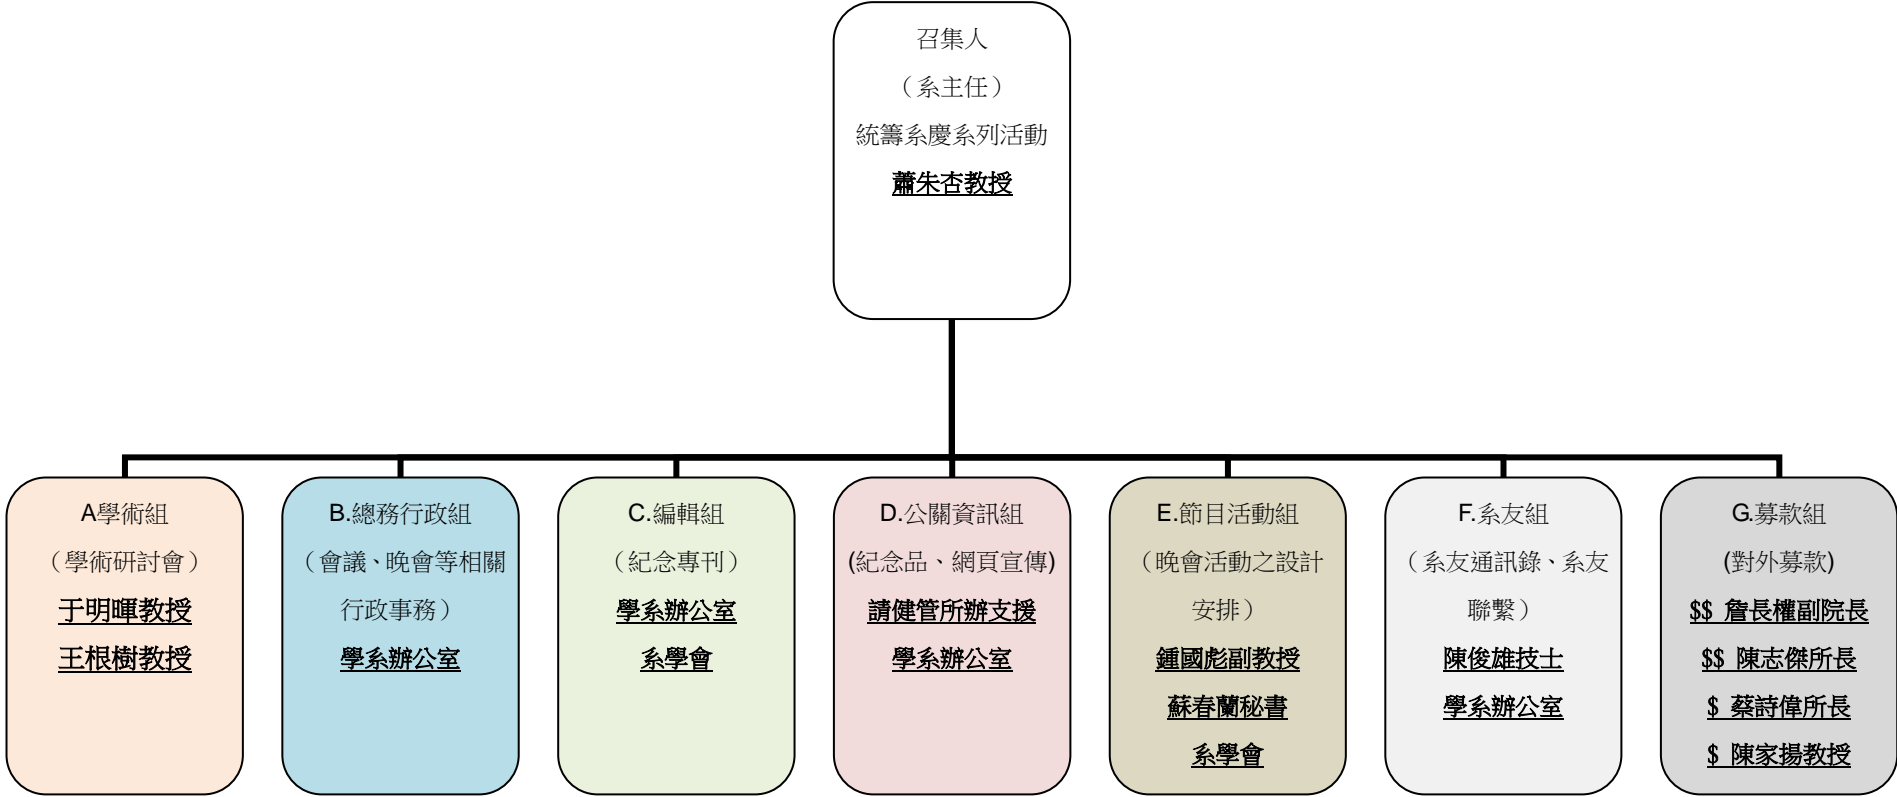 召集人
（系主任）
統籌系慶系列活動
蕭朱杏教授
A學術組
（學術研討會）
于明暉教授
王根樹教授
B.總務行政組
（會議、晚會等相關
行政事務）
學系辦公室
C.編輯組
（紀念專刊）
學系辦公室
系學會
D.公關資訊組
(紀念品、網頁宣傳)
請健管所辦支援
學系辦公室
E.節目活動組
（晚會活動之設計
安排）
鍾國彪副教授
蘇春蘭秘書
系學會
F.系友組
（系友通訊錄、系友
聯繫）
陳俊雄技士
學系辦公室
G.募款組
(對外募款)
$$ 詹長權副院長
$$ 陳志傑所長
$ 蔡詩偉所長
$ 陳家揚教授